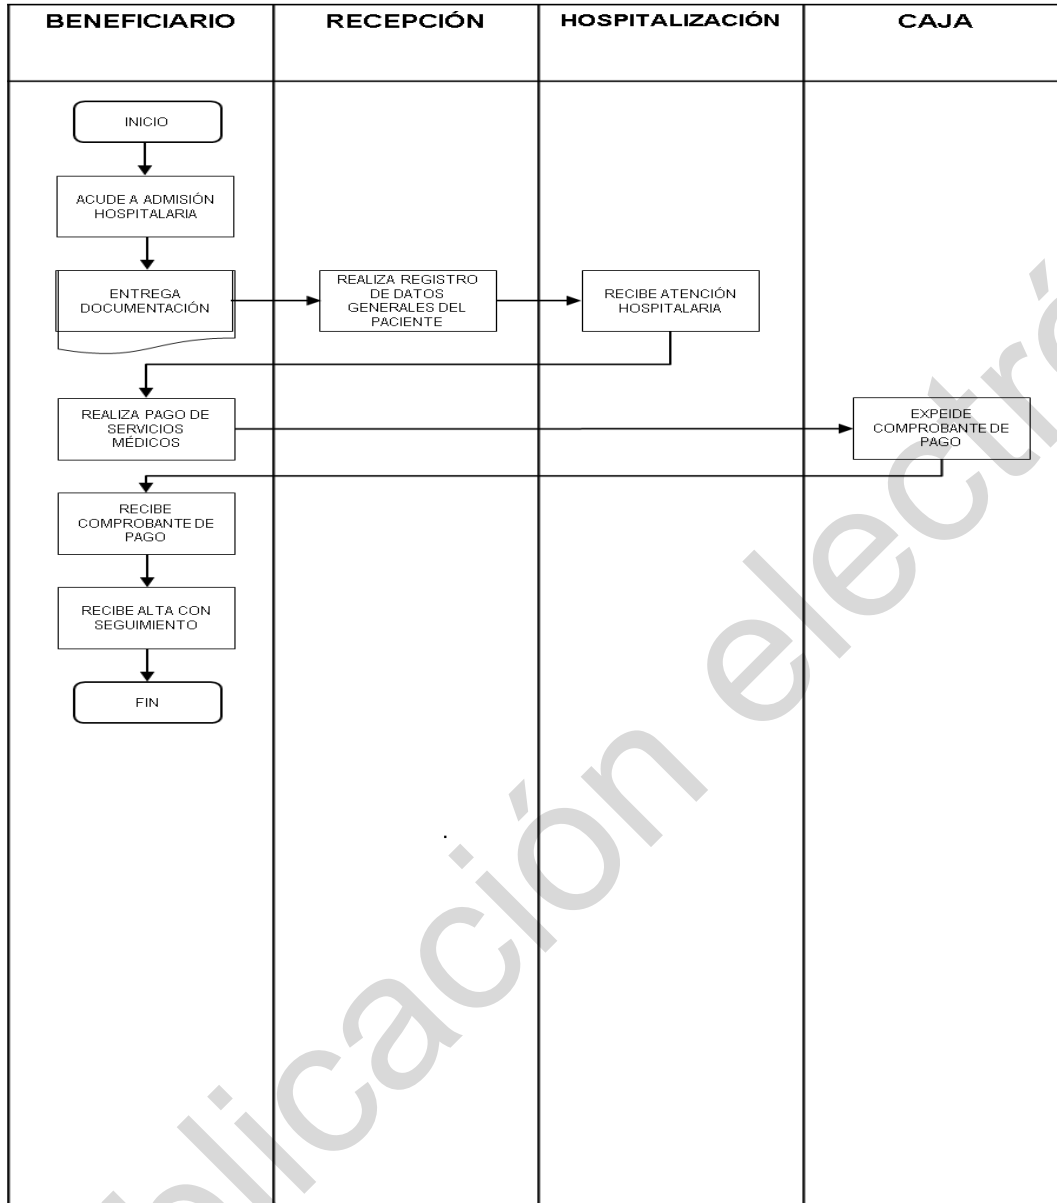 BENEFICIARIO
RECEPCIÓN
HOSPITALIZACIÓN
CAJA
INICIO
ACUDE A ADMISIÓN
HOSPITALARIA
ENTREGA
DOCUMENTACIÓN
REALIZA REGISTRO
DE DATOS
GENERALES DEL
PACIENTE
RECIBE ATENCIÓN
HOSPITALARIA
REALIZA PAGO DE
SERVICIOS
MÉDICOS
EXPEIDE
COMPROBANTE DE
PAGO
RECIBE
COMPROBANTE DE
PAGO
RECIBE ALTA CON
SEGUIMIENTO
FIN
.
blicación electró